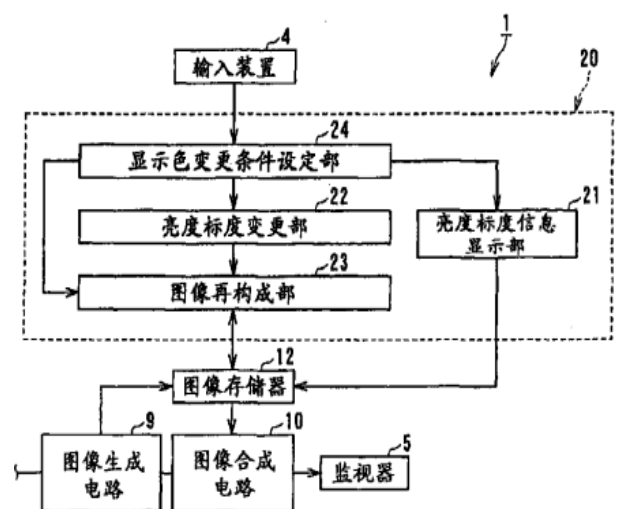 1
4
输入装置
20
24
显示色变更条件设定部
22
亮度标度变更部
21
亮度标度信息
显示部
23
图像再构成部
12
图像存储器
9
图像生成
电路
10
图像合成
电路
5
监视器